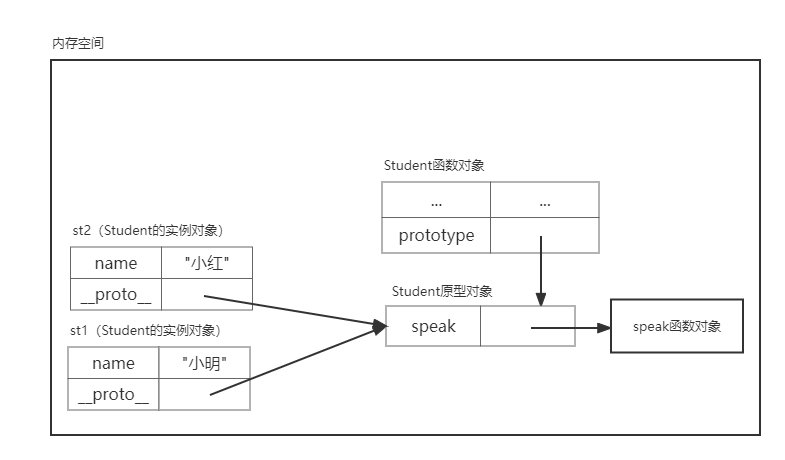 内存空间
Student函数对象
... ...
prototype
st2（Student的实例对象）
name "小红"
__proto__
Student原型对象
speak
speak函数对象
st1（Student的实例对象）
name "小明"
__proto__